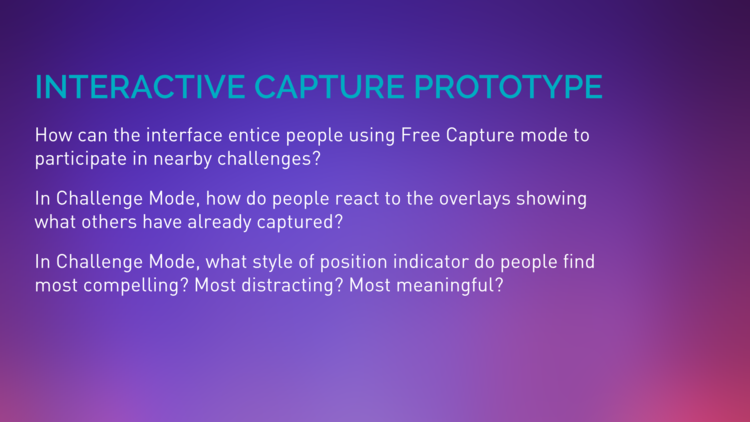 INTERACTIVE CAPTURE PROTOTYPE
How can the interface entice people using Free Capture mode to
participate in nearby challenges?
In Challenge Mode, how do people react to the overlays showing
what others have already captured?
In Challenge Mode, what style of position indicator do people find
most compelling? Most distracting? Most meaningful?